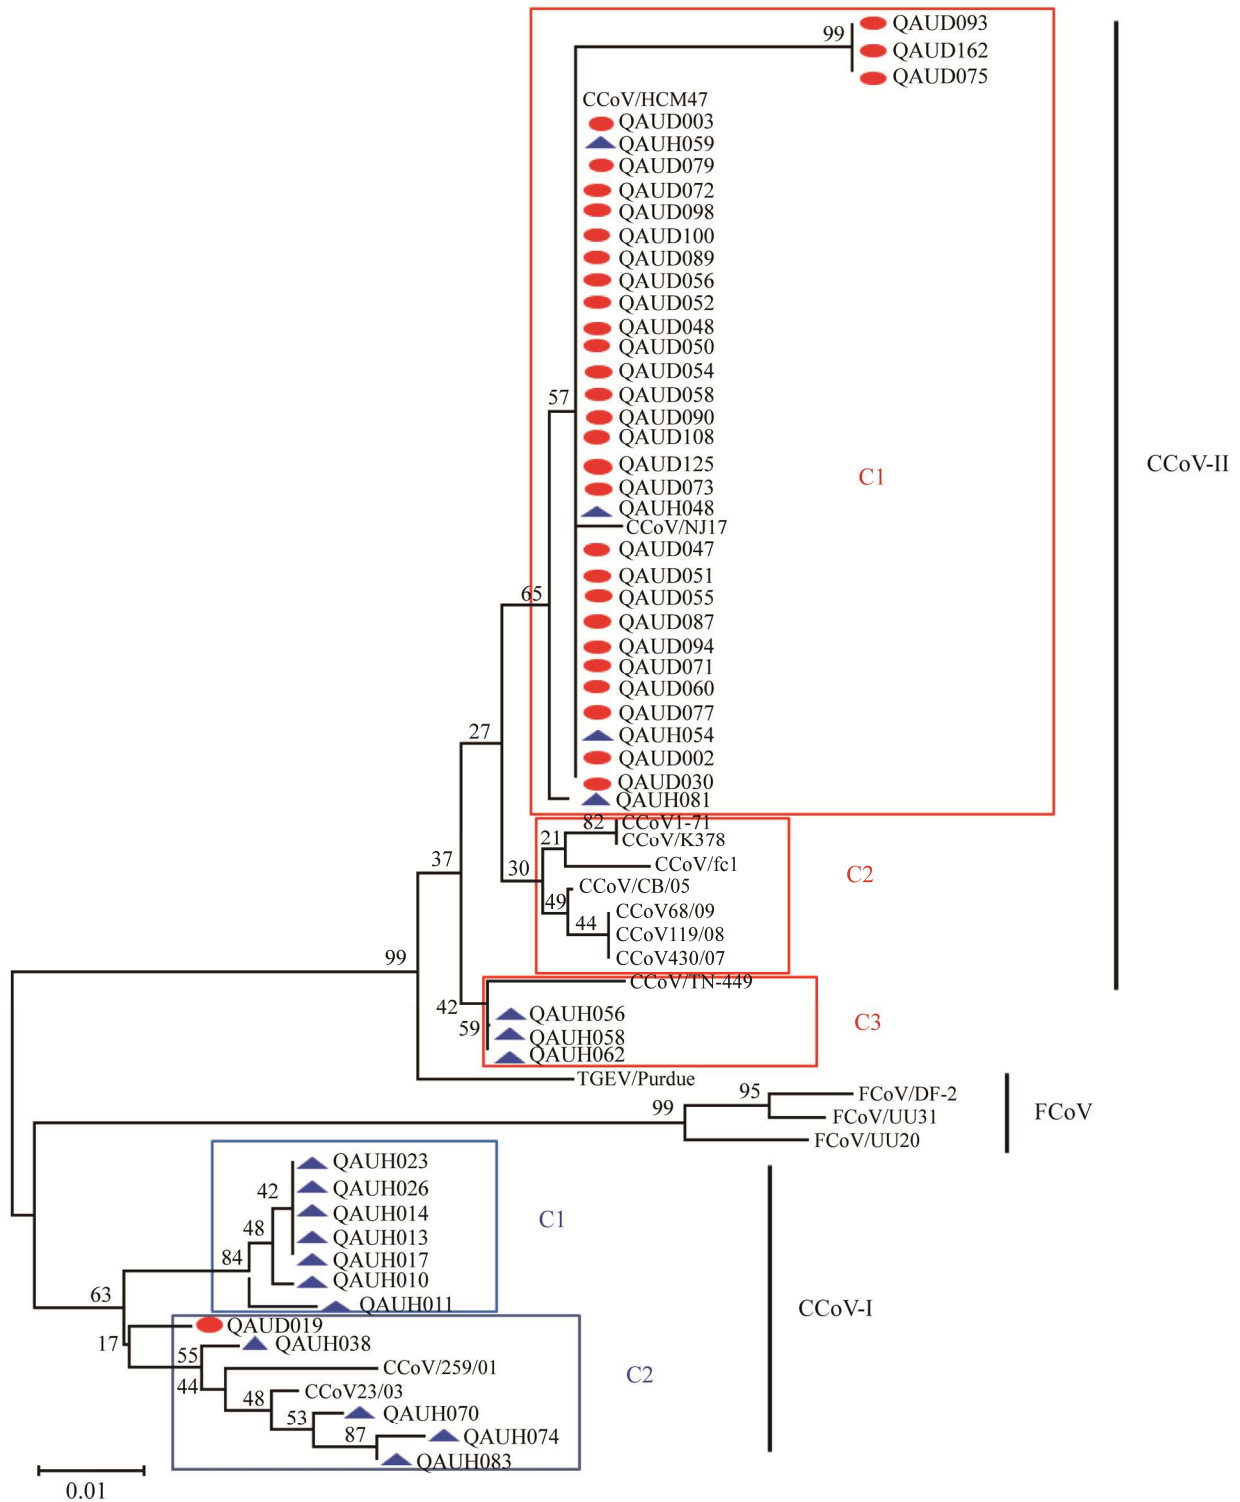 99
QAUD093
QAUD162
QAUD075
CCoV/HCM47
QAUD003
QAUH059
QAUD079
QAUD072
QAUD098
QAUD100
QAUD089
QAUD056
QAUD052
QAUD048
QAUD050
QAUD054
QAUD058
57
QAUD090
QAUD108
QAUD125
QAUD073
QAUH048
CCoV/NJ17
QAUD047
QAUD051
QAUD055
65
QAUD087
QAUD094
QAUD071
QAUD060
QAUD077
QAUH054
QAUD002
QAUD030
QAUH081
C1
CCoV-II
27
82
CCoV1-71
CCoV/K378
21
CCoV/fc1
30
CCoV/CB/05
49
CCoV68/09
44
CCoV119/08
CCoV430/07
C2
37
99
CCoV/TN-449
42
QAUH056
59
QAUH058
QAUH062
C3
TGEV/Purdue
95
FCoV/DF-2
99
FCoV/UU31
FCoV/UU20
FCoV
QAUH023
42
QAUH026
QAUH014
48
QAUH013
84
QAUH017
QAUH010
QAUH011
C1
63
CCoV-I
QAUD019
17
QAUH038
55
CCoV/259/01
44
CCoV23/03
48
QAUH070
53
QAUH074
87
QAUH083
C2
0.01